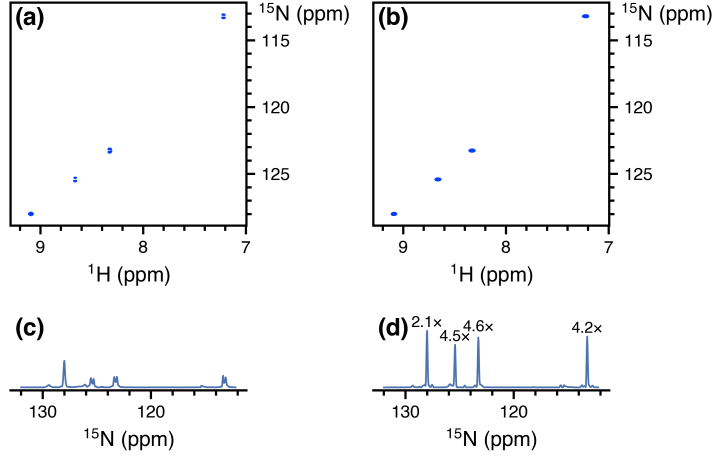 (a)
¹⁵N (ppm)
115
120
125
9 8 7
¹H (ppm)
(b)
¹⁵N (ppm)
115
120
125
9 8 7
¹H (ppm)
(c)
130 120
¹⁵N (ppm)
(d)
2.1×
4.5×
4.6×
4.2×
130 120
¹⁵N (ppm)